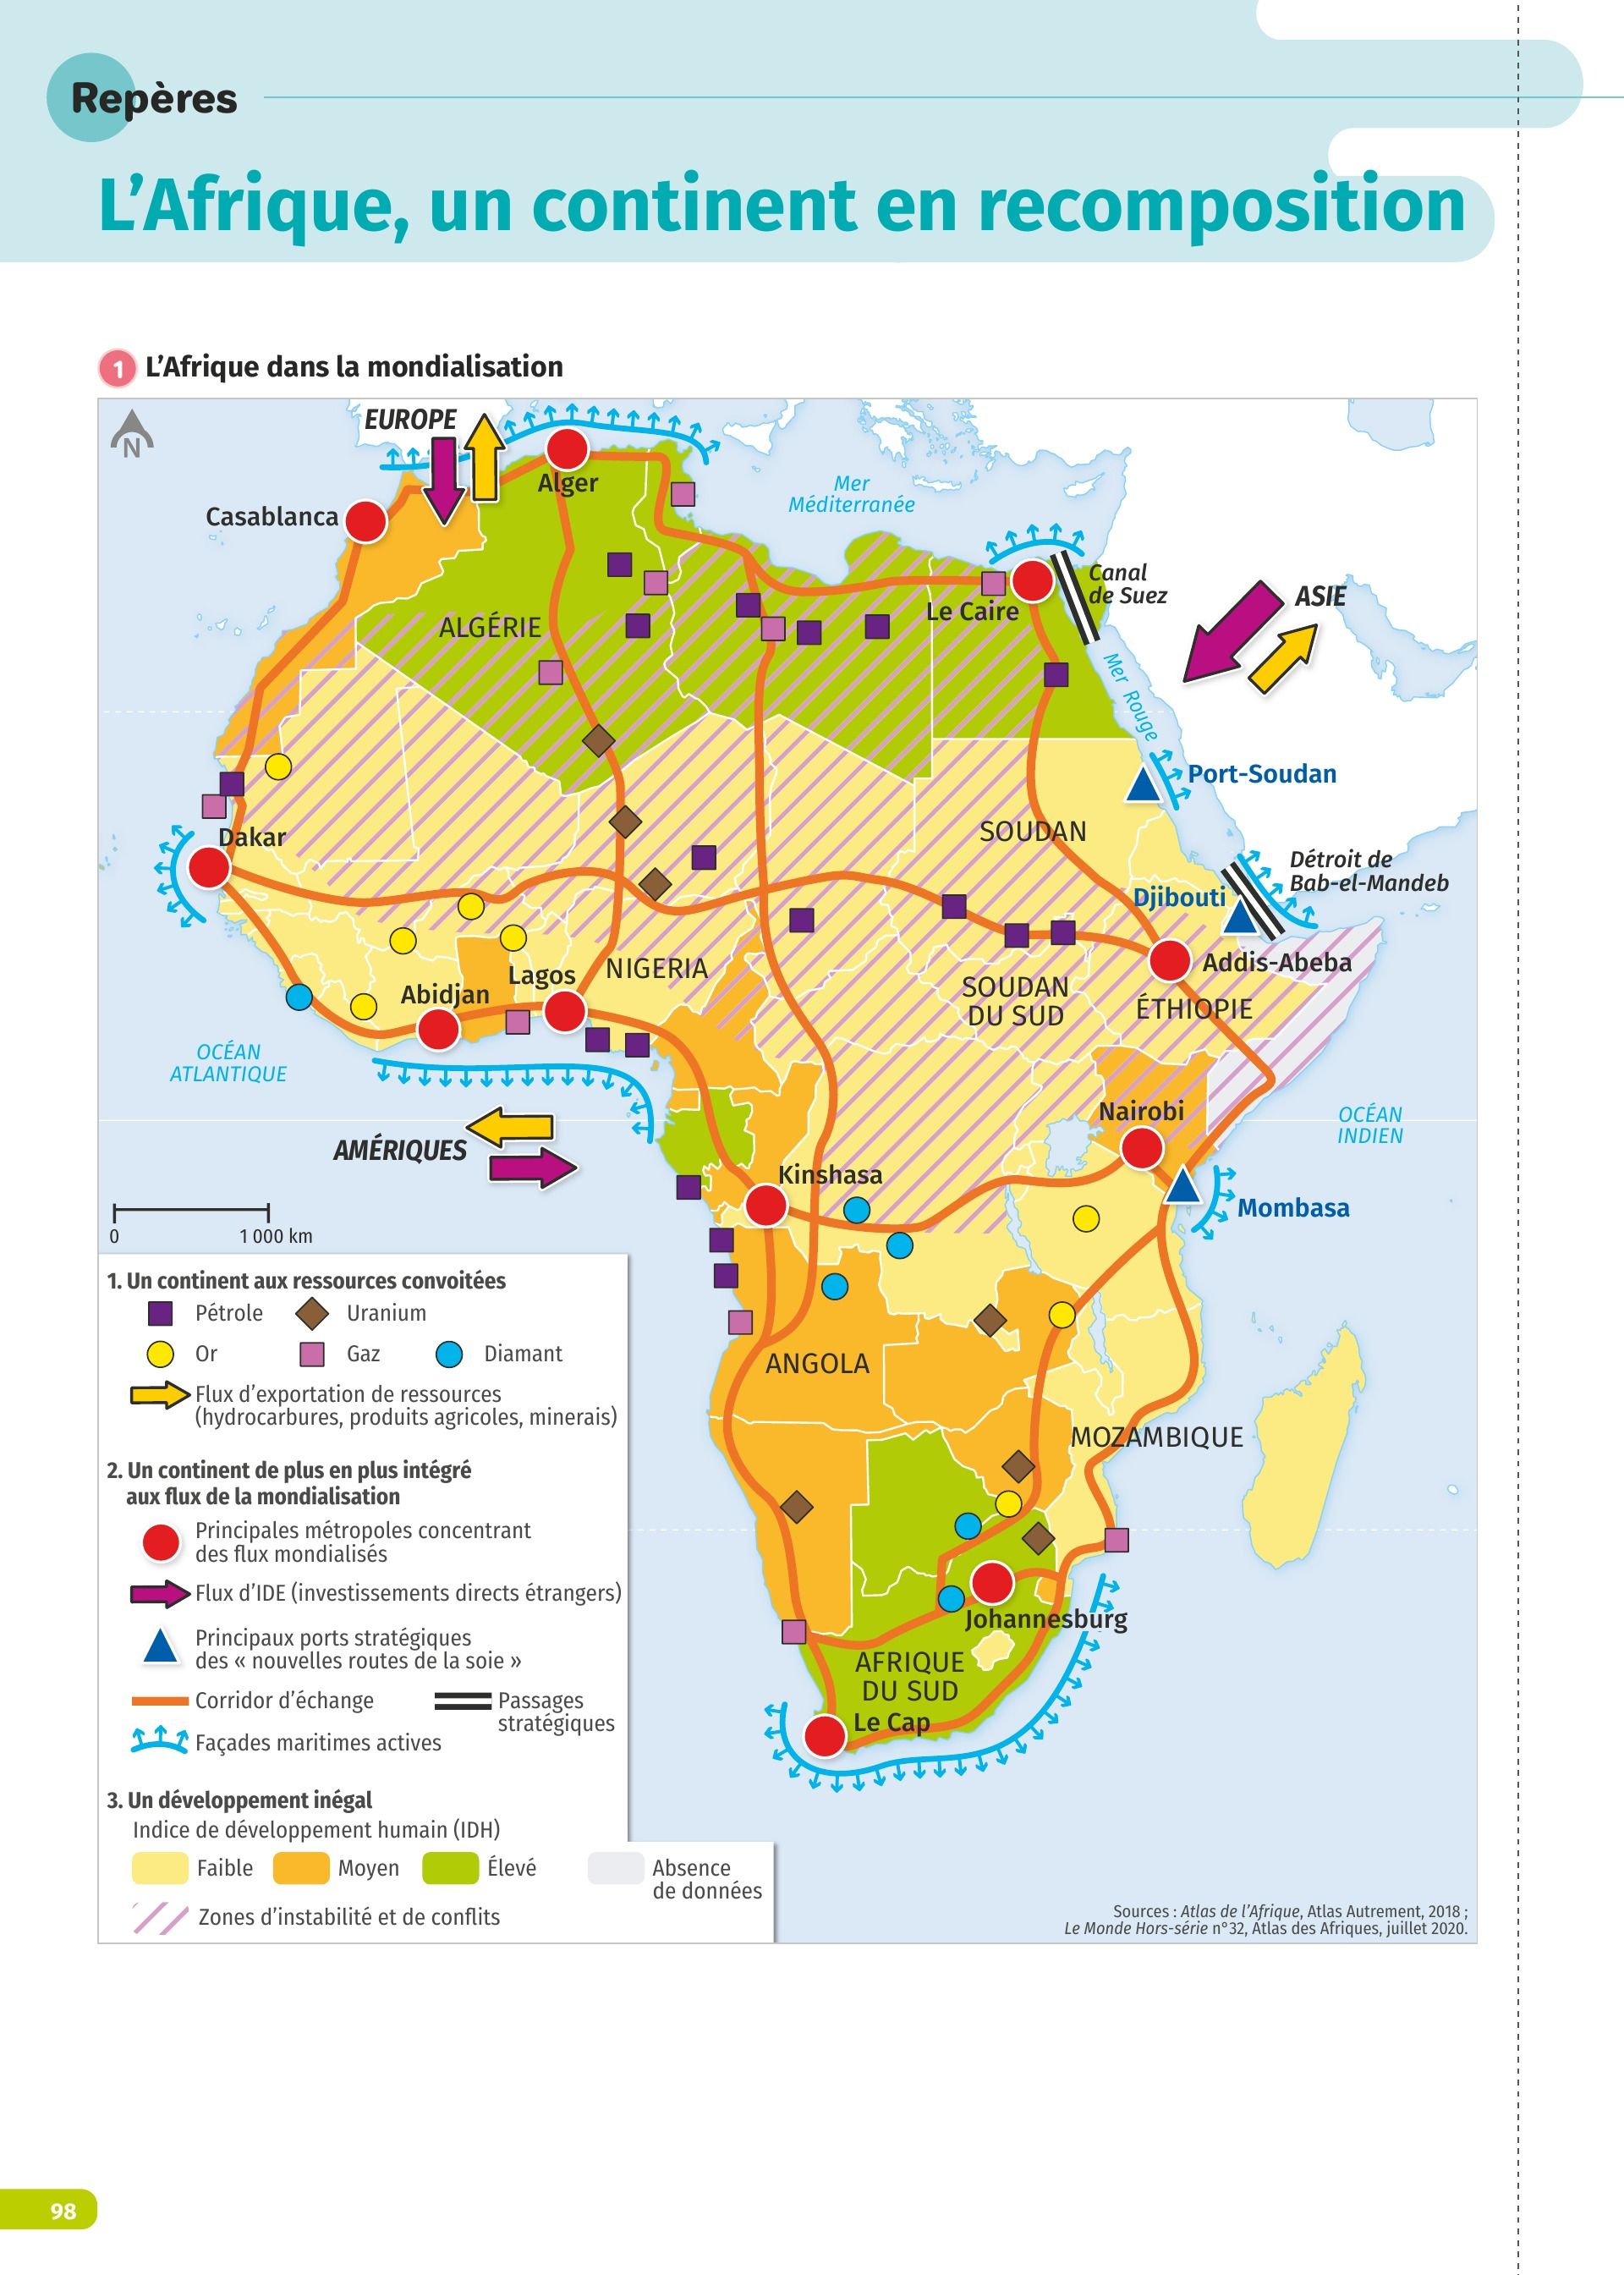 Repères
L'Afrique, un continent en recomposition
1 L'Afrique dans la mondialisation
N
EUROPE
Alger
Casablanca
Mer
Méditerranée
Canal
de Suez
ASIE
Le Caire
ALGÉRIE
Mer Rouge
Port-Soudan
Dakar
SOUDAN
Détroit de
Bab-el-Mandeb
Djibouti
Addis-Abeba
NIGERIA
Lagos
Abidjan
SOUDAN
DU SUD
ÉTHIOPIE
OCÉAN
ATLANTIQUE
Nairobi
OCÉAN
INDIEN
AMÉRIQUES
Kinshasa
Mombasa
0 1 000 km
ANGOLA
MOZAMBIQUE
Johannesburg
AFRIQUE
DU SUD
Le Cap
1. Un continent aux ressources convoitées
Pétrole Uranium
Or Gaz Diamant
Flux d'exportation de ressources
(hydrocarbures, produits agricoles, minerais)
2. Un continent de plus en plus intégré
aux flux de la mondialisation
Principales métropoles concentrant
des flux mondialisés
Flux d'IDE (investissements directs étrangers)
Principaux ports stratégiques
des « nouvelles routes de la soie »
Corridor d'échange Passages
stratégiques
Façades maritimes actives
3. Un développement inégal
Indice de développement humain (IDH)
Faible Moyen Élevé Absence
de données
Zones d'instabilité et de conflits
Sources : Atlas de l'Afrique, Atlas Autrement, 2018 ;
Le Monde Hors-série n°32, Atlas des Afriques, juillet 2020.
98